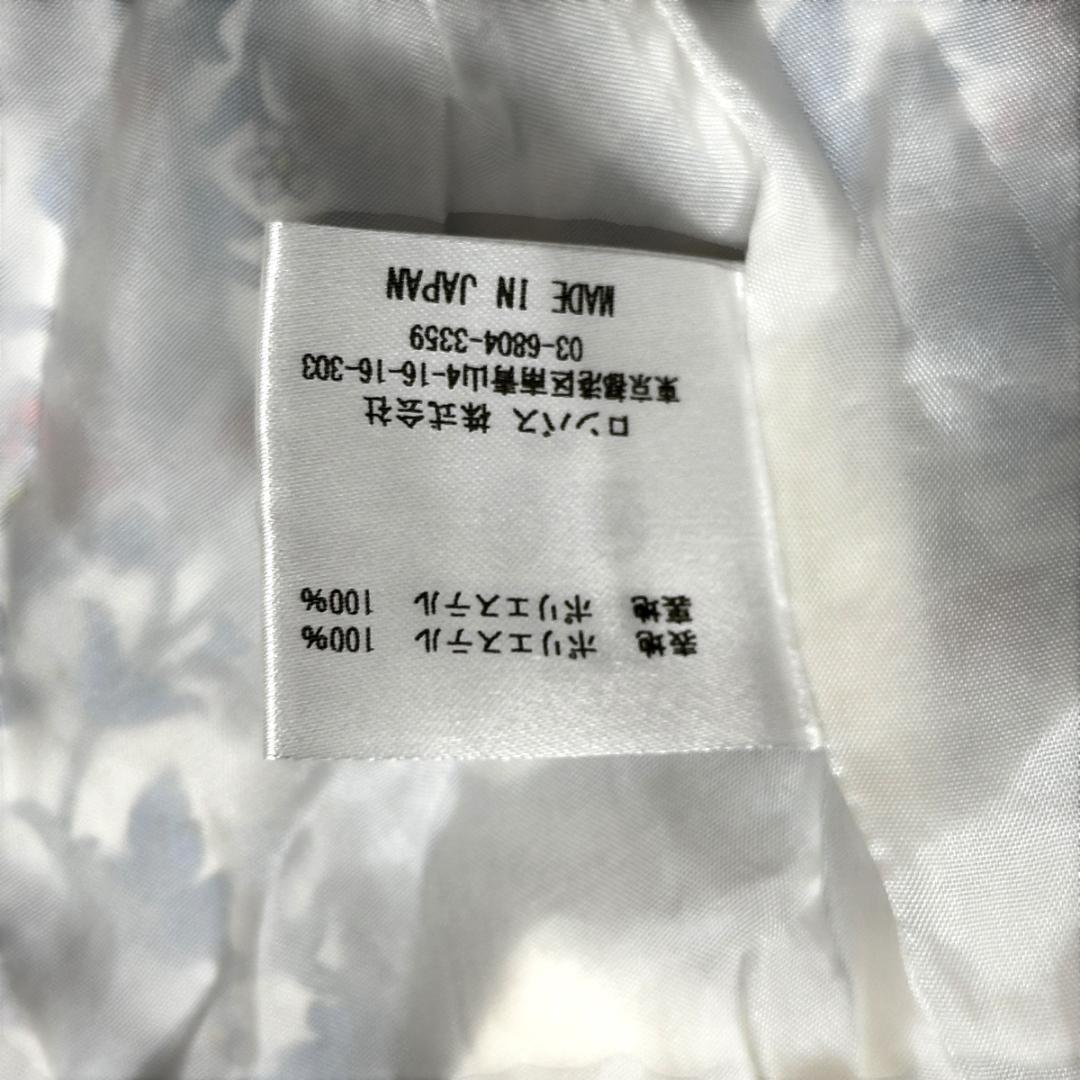 表地 ポリエステル 100%
裏地 ポリエステル 100%
ロンバス 株式会社
東京都港区南青山4-16-16-303
03-6804-3359
MADE IN JAPAN